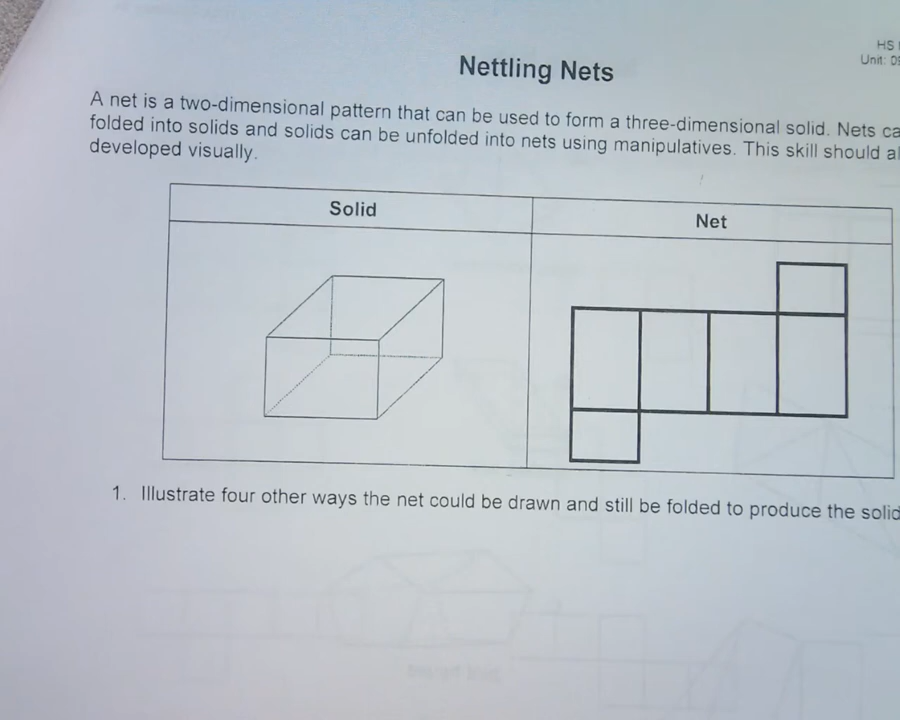 HS
Unit: 09
Nettling Nets
A net is a two-dimensional pattern that can be used to form a three-dimensional solid. Nets ca
folded into solids and solids can be unfolded into nets using manipulatives. This skill should al
developed visually.
Solid
Net
1. Illustrate four other ways the net could be drawn and still be folded to produce the solid